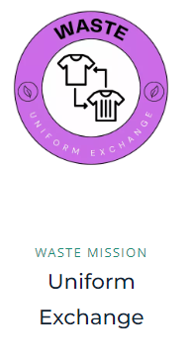 WASTE
UNIFORM EXCHANGE
WASTE MISSION
Uniform
Exchange